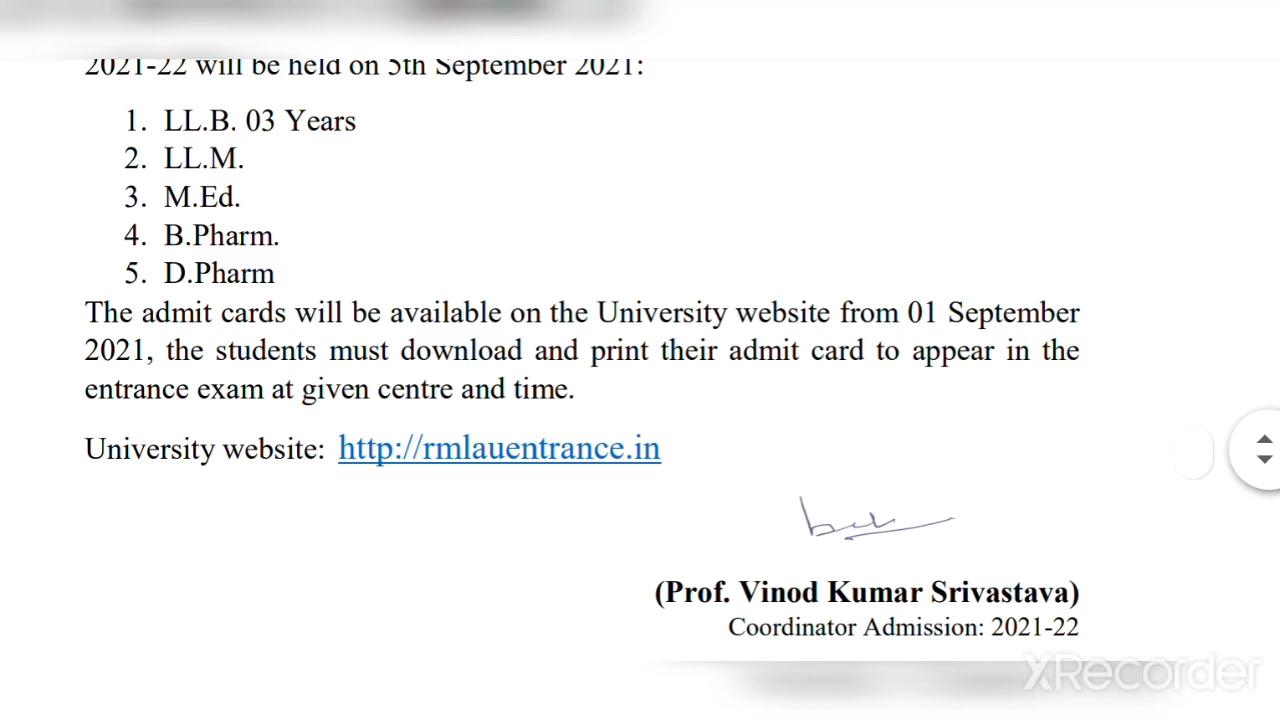 2021-22 will be held on 5th September 2021:
1. LL.B. 03 Years
2. LL.M.
3. M.Ed.
4. B.Pharm.
5. D.Pharm
The admit cards will be available on the University website from 01 September
2021, the students must download and print their admit card to appear in the
entrance exam at given centre and time.
University website: http://rmlauentrance.in
(Prof. Vinod Kumar Srivastava)
Coordinator Admission: 2021-22
XRecorder